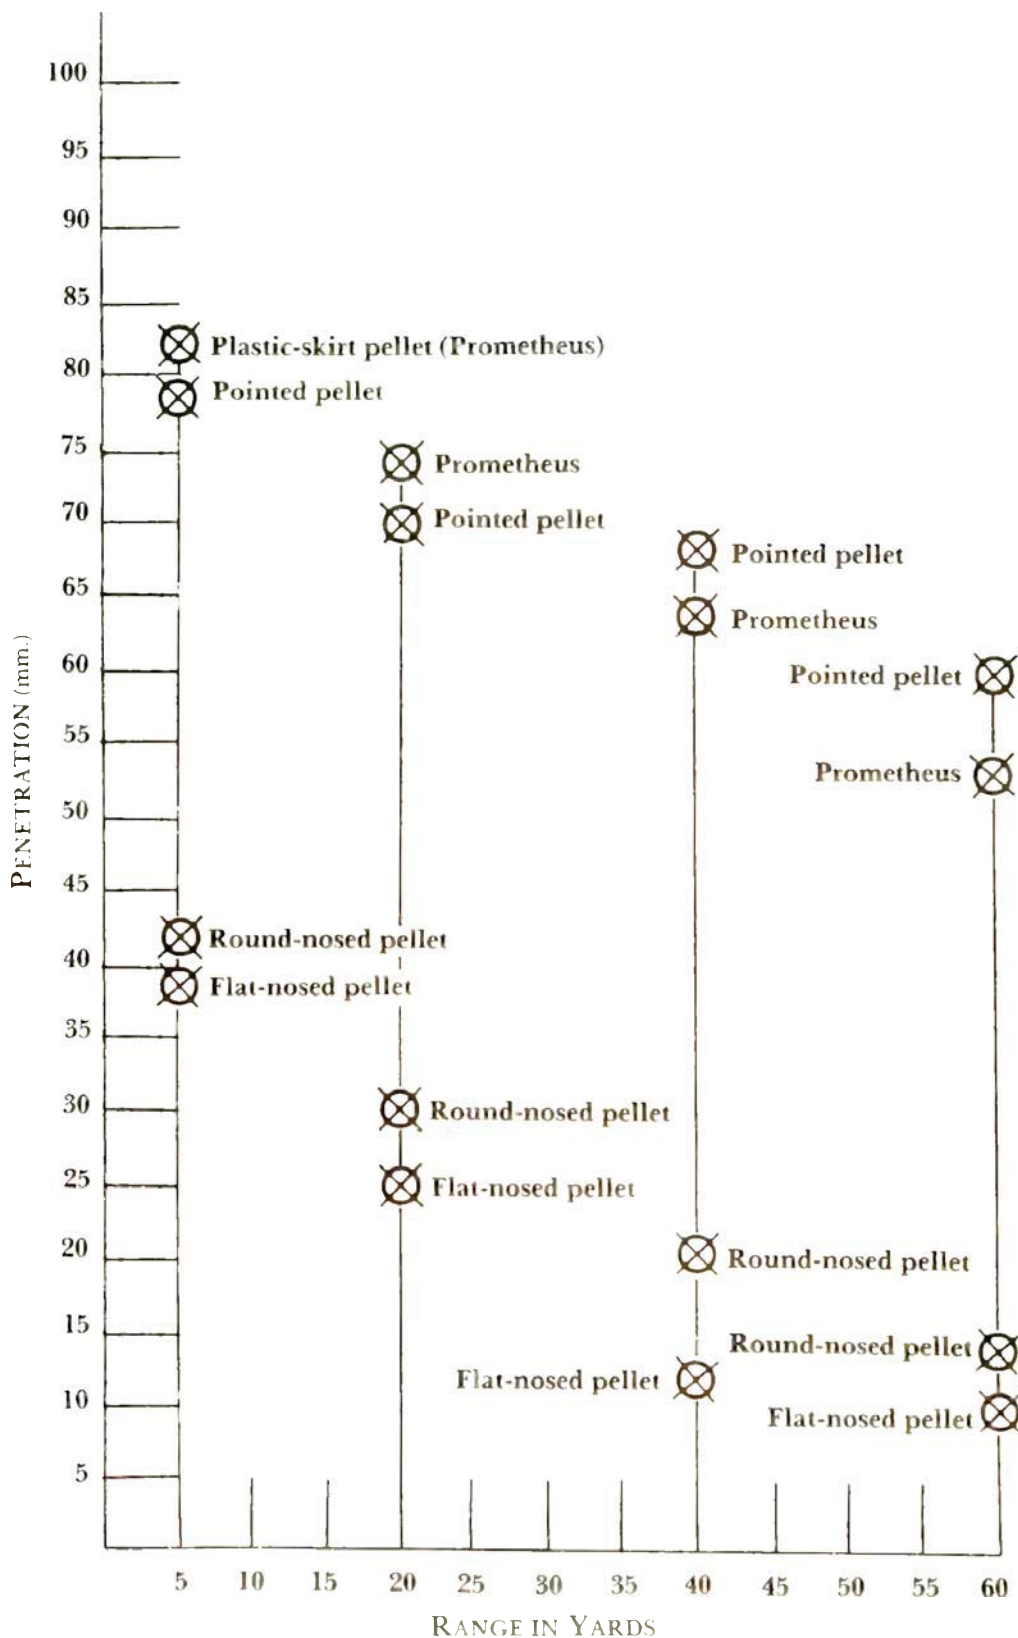 100
95
90
85
Plastic-skirt pellet (Prometheus)
80
Pointed pellet
75
Prometheus
70
Pointed pellet
Pointed pellet
65
Prometheus
60
Pointed pellet
55
Prometheus
50
45
Round-nosed pellet
40
Flat-nosed pellet
35
30
Round-nosed pellet
25
Flat-nosed pellet
20
Round-nosed pellet
15
Round-nosed pellet
10
Flat-nosed pellet
Flat-nosed pellet
5
PENETRATION (mm.)
5 10 15 20 25 30 35 40 45 50 55 60
RANGE IN YARDS